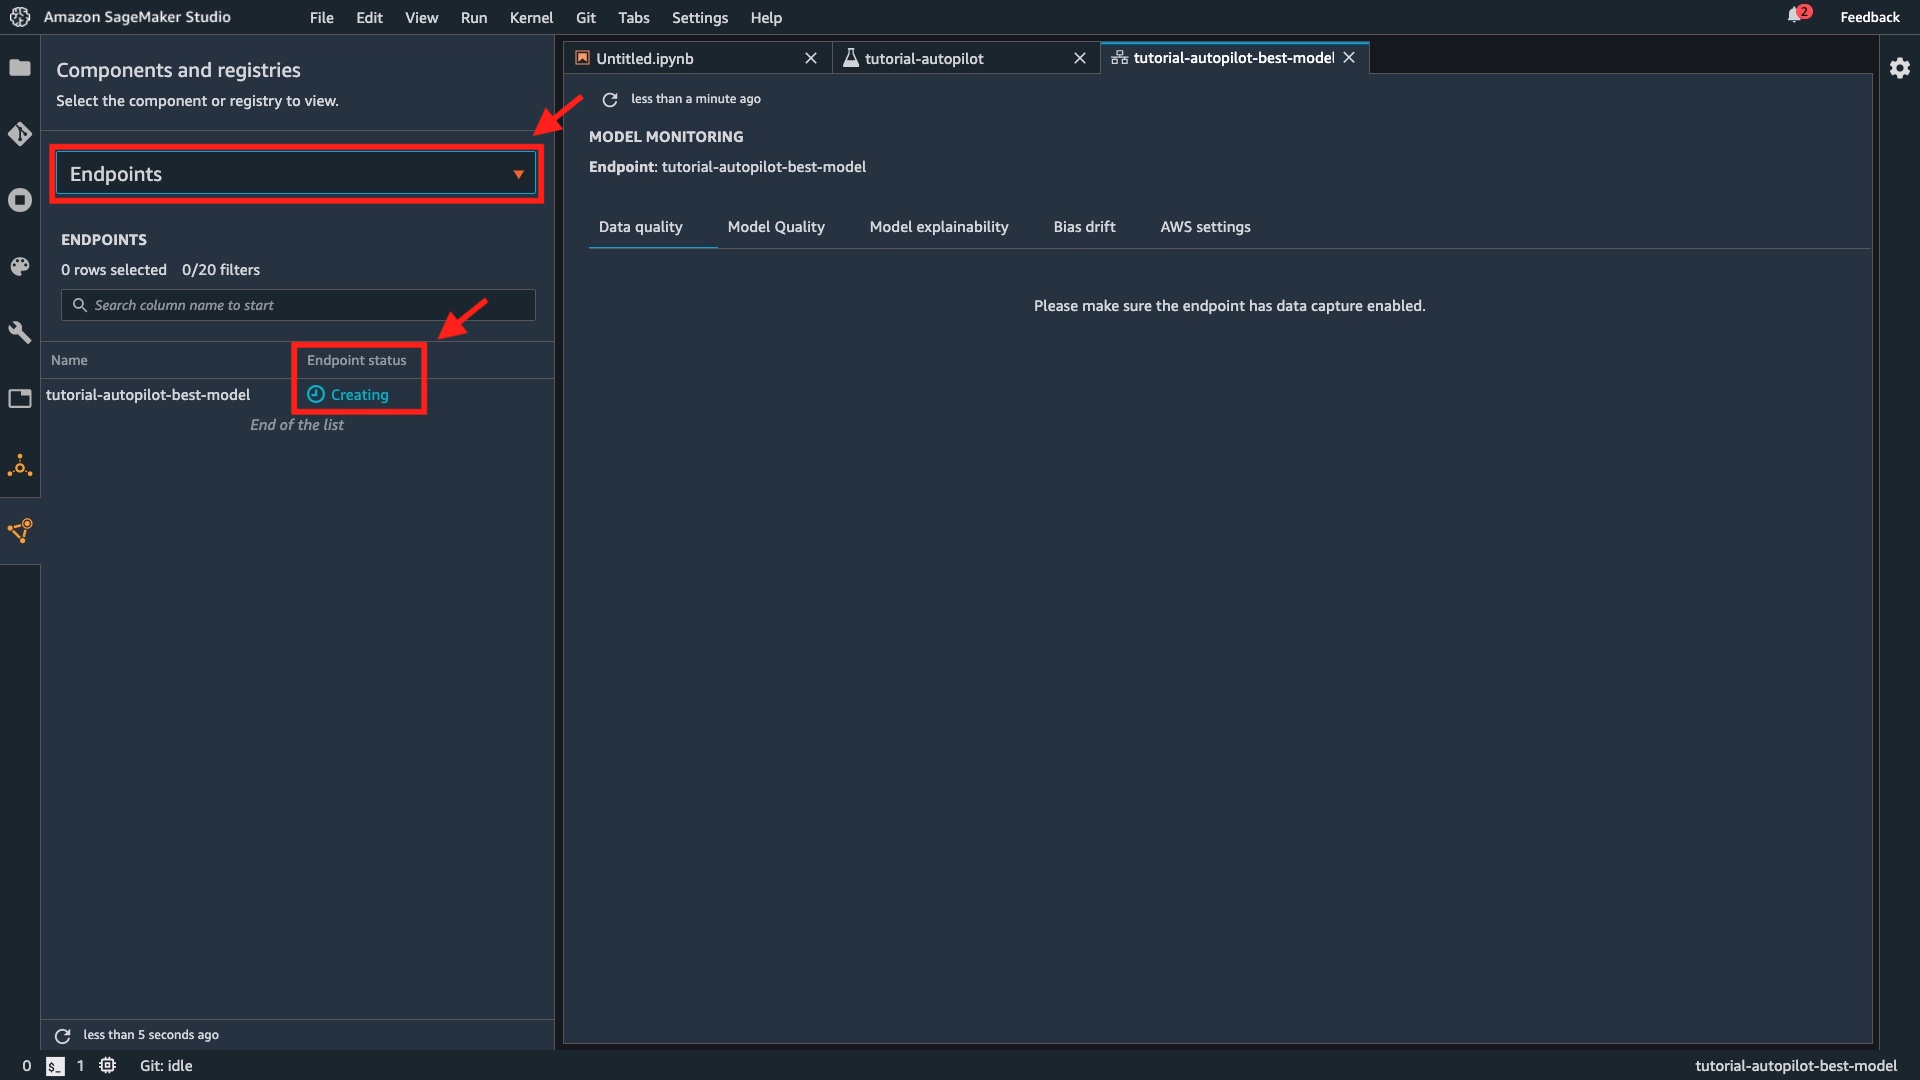 Amazon SageMaker Studio File Edit View Run Kernel Git Tabs Settings Help 2 Feedback
Components and registries
Select the component or registry to view.
Endpoints
ENDPOINTS
0 rows selected 0/20 filters
Search column name to start
Name Endpoint status
tutorial-autopilot-best-model Creating
End of the list
less than 5 seconds ago
Untitled.ipynb tutorial-autopilot tutorial-autopilot-best-model
less than a minute ago
MODEL MONITORING
Endpoint: tutorial-autopilot-best-model
Data quality Model Quality Model explainability Bias drift AWS settings
Please make sure the endpoint has data capture enabled.
0 $_ 1 Git: idle tutorial-autopilot-best-model